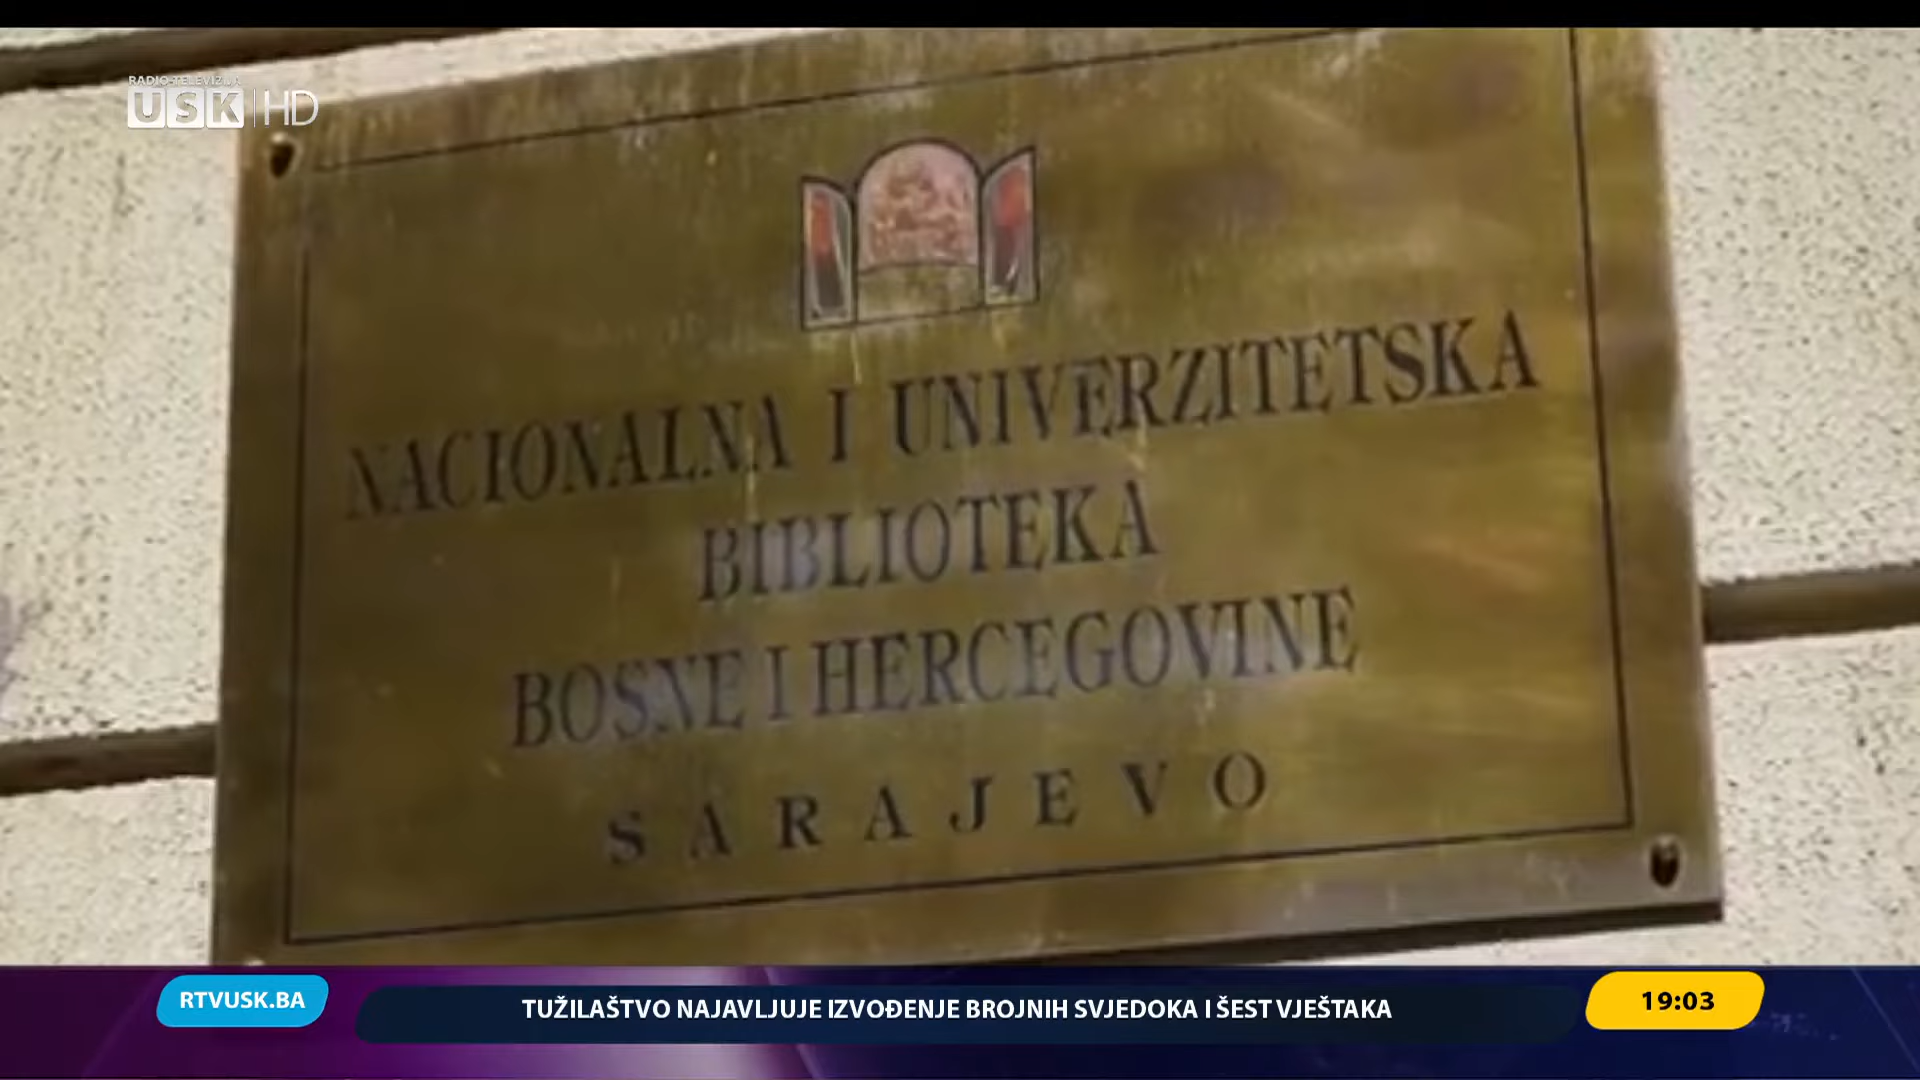 RADIO-TELEVIZIJA
USK HD
NACIONALNA I UNIVERZITETSKA
BIBLIOTEKA
BOSNE I HERCEGOVINE
SARAJEVO
RTVUSK.BA
TUŽILAŠTVO NAJAVLJUJE IZVOĐENJE BROJNIH SVJEDOKA I ŠEST VJEŠTAKA
19:03